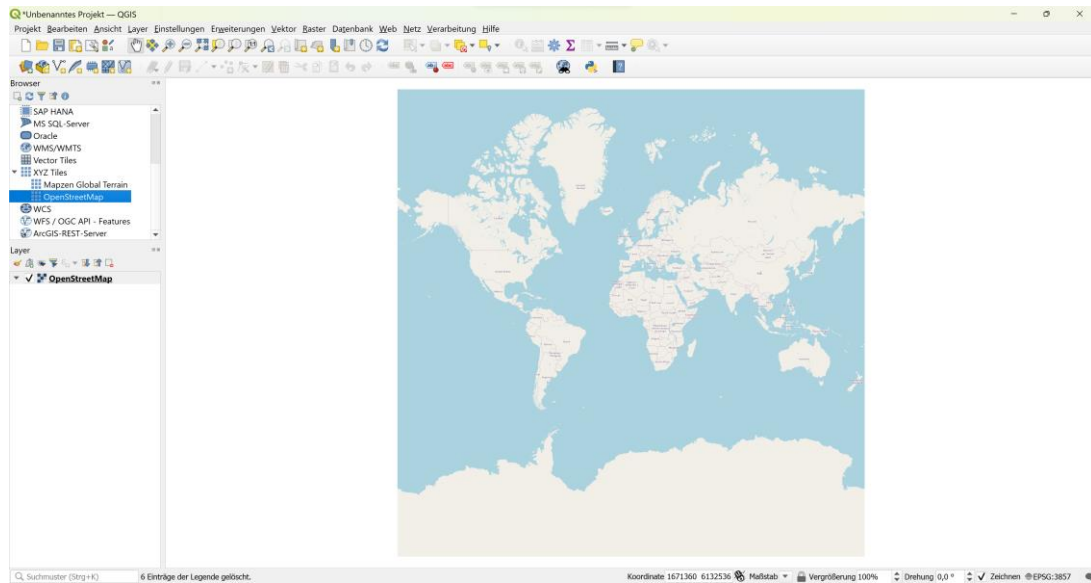 *Unbenanntes Projekt — QGIS
Projekt Bearbeiten Ansicht Layer Einstellungen Erweiterungen Vektor Raster Datenbank Web Netz Verarbeitung Hilfe
Browser
SAP HANA
MS SQL-Server
Oracle
WMS/WMTS
Vector Tiles
XYZ Tiles
Mapzen Global Terrain
OpenStreetMap
WCS
WFS / OGC API - Features
ArcGIS-REST-Server
Layer
OpenStreetMap
Suchmuster (Strg+K) 6 Einträge der Legende gelöscht. Koordinate 1671360 6132536 Maßstab Vergrößerung 100% Drehung 0,0 ° Zeichnen EPSG:3857